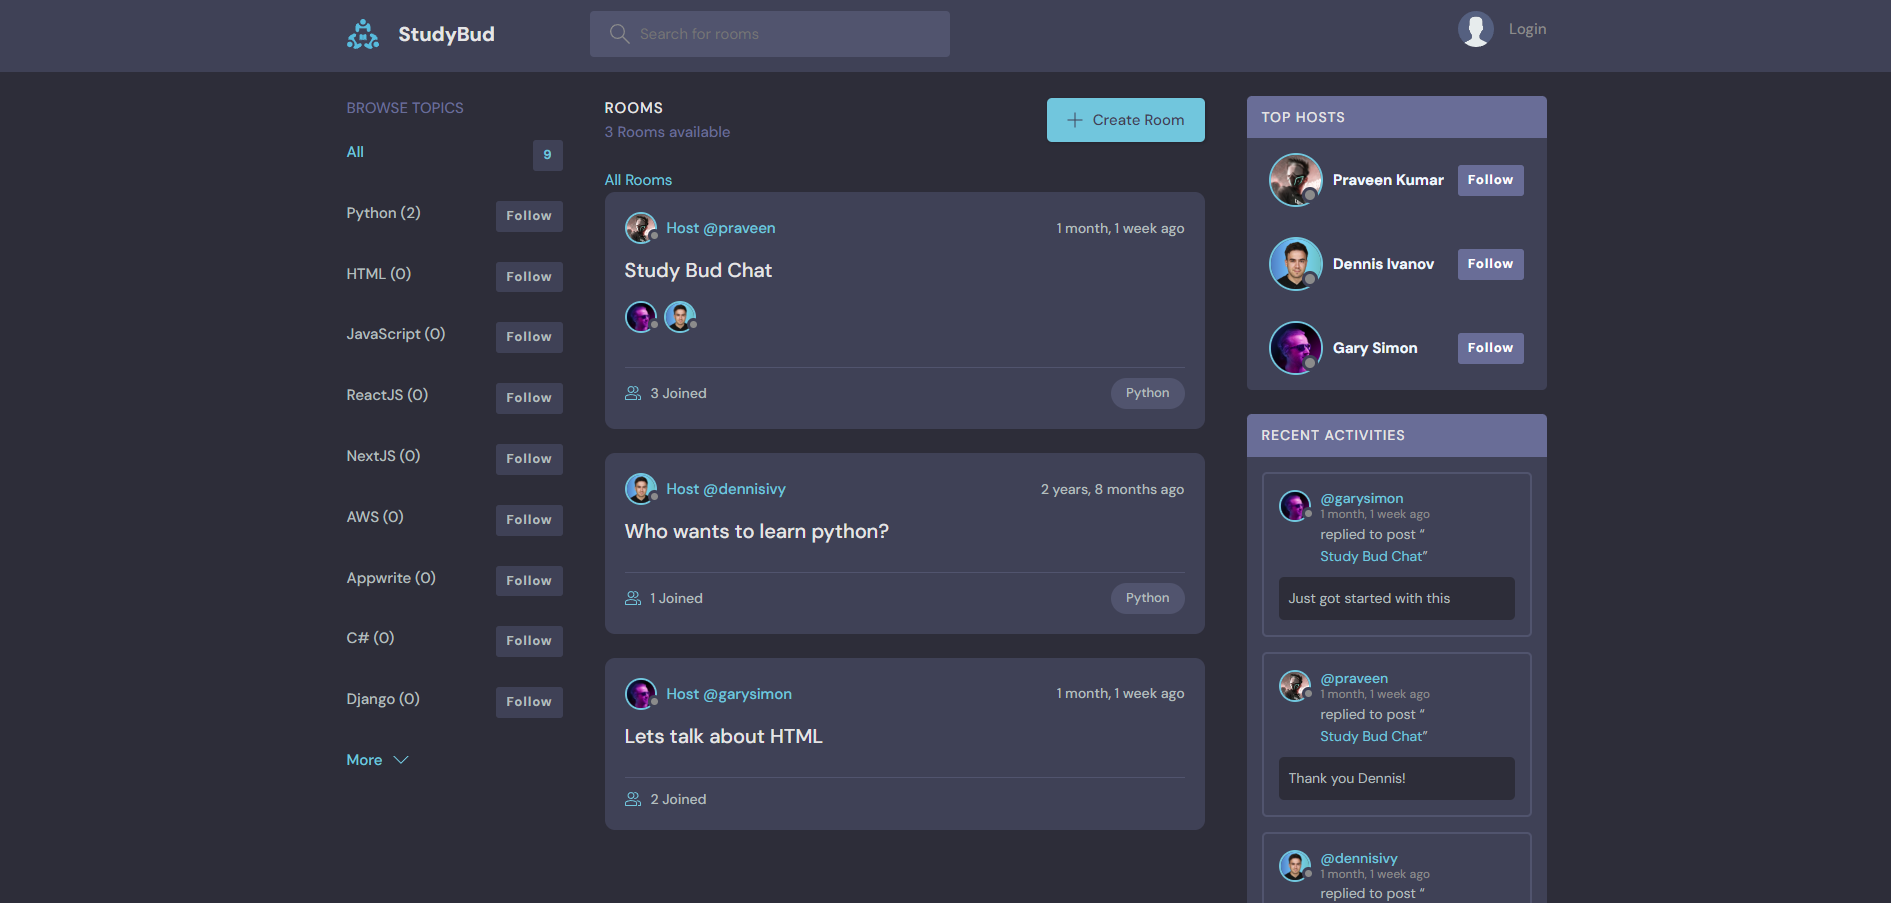 StudyBud
Search for rooms
Login
BROWSE TOPICS
All
9
Python (2)
Follow
HTML (0)
Follow
JavaScript (0)
Follow
ReactJS (0)
Follow
NextJS (0)
Follow
AWS (0)
Follow
Appwrite (0)
Follow
C# (0)
Follow
Django (0)
Follow
More
ROOMS
3 Rooms available
Create Room
All Rooms
Host @praveen
1 month, 1 week ago
Study Bud Chat
3 Joined
Python
Host @dennisivy
2 years, 8 months ago
Who wants to learn python?
1 Joined
Python
Host @garysimon
1 month, 1 week ago
Lets talk about HTML
2 Joined
TOP HOSTS
Praveen Kumar
Follow
Dennis Ivanov
Follow
Gary Simon
Follow
RECENT ACTIVITIES
@garysimon
1 month, 1 week ago
replied to post “
Study Bud Chat”
Just got started with this
@praveen
1 month, 1 week ago
replied to post “
Study Bud Chat”
Thank you Dennis!
@dennisivy
1 month, 1 week ago
replied to post “